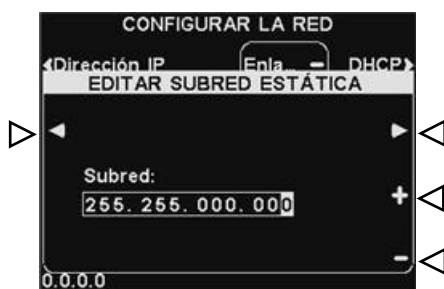 CONFIGURAR LA RED
Dirección IP Enla... DHCP
EDITAR SUBRED ESTÁTICA
Subred:
255.255.000.000
+
-
0.0.0.0